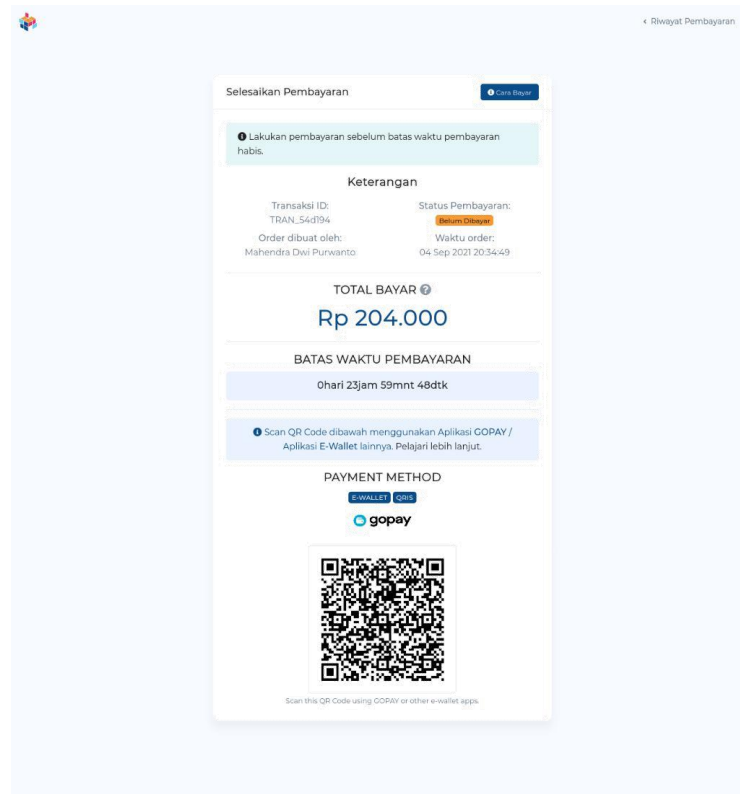 ‹ Riwayat Pembayaran
Selesaikan Pembayaran
Cara Bayar
Lakukan pembayaran sebelum batas waktu pembayaran
habis.
Keterangan
Transaksi ID:
TRAN_54d194
Status Pembayaran:
Belum Dibayar
Order dibuat oleh:
Mahendra Dwi Purwanto
Waktu order:
04 Sep 2021 20:34:49
TOTAL BAYAR
Rp 204.000
BATAS WAKTU PEMBAYARAN
0hari 23jam 59mnt 48dtk
Scan QR Code dibawah menggunakan Aplikasi GOPAY /
Aplikasi E-Wallet lainnya. Pelajari lebih lanjut.
PAYMENT METHOD
E-WALLET QRIS
gopay
Scan this QR Code using GOPAY or other e-wallet apps.